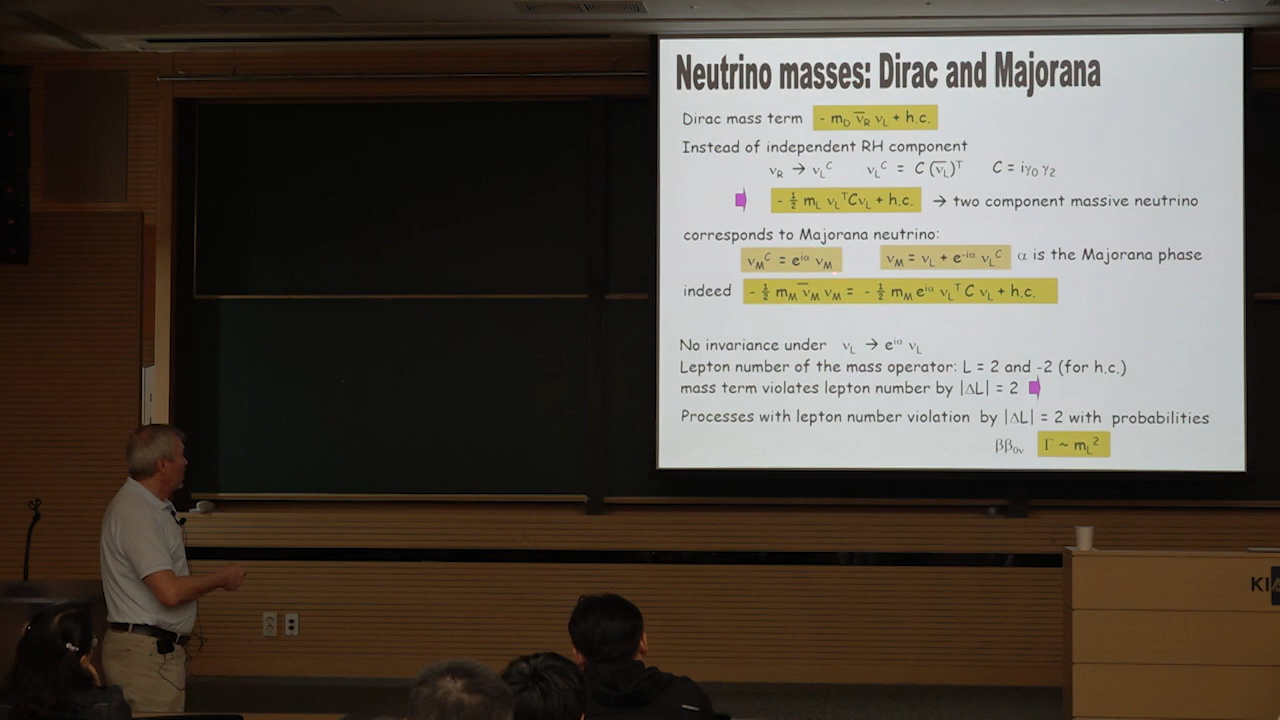 Neutrino masses: Dirac and Majorana
Dirac mass term - m_D ν̅_R ν_L + h.c.
Instead of independent RH component
ν_R → ν_L^C ν_L^C = C (ν̅_L)^T C = iγ_0 γ_2
- ½ m_L ν_L^T Cν_L + h.c. → two component massive neutrino
corresponds to Majorana neutrino:
ν_M^C = e^{iα} ν_M ν_M = ν_L + e^{-iα} ν_L^C α is the Majorana phase
indeed - ½ m_M ν̅_M ν_M = - ½ m_M e^{iα} ν_L^T C ν_L + h.c.
No invariance under ν_L → e^{iα} ν_L
Lepton number of the mass operator: L = 2 and -2 (for h.c.)
mass term violates lepton number by |ΔL| = 2
Processes with lepton number violation by |ΔL| = 2 with probabilities
ββ_{0ν} Γ ~ m_L^2
KI